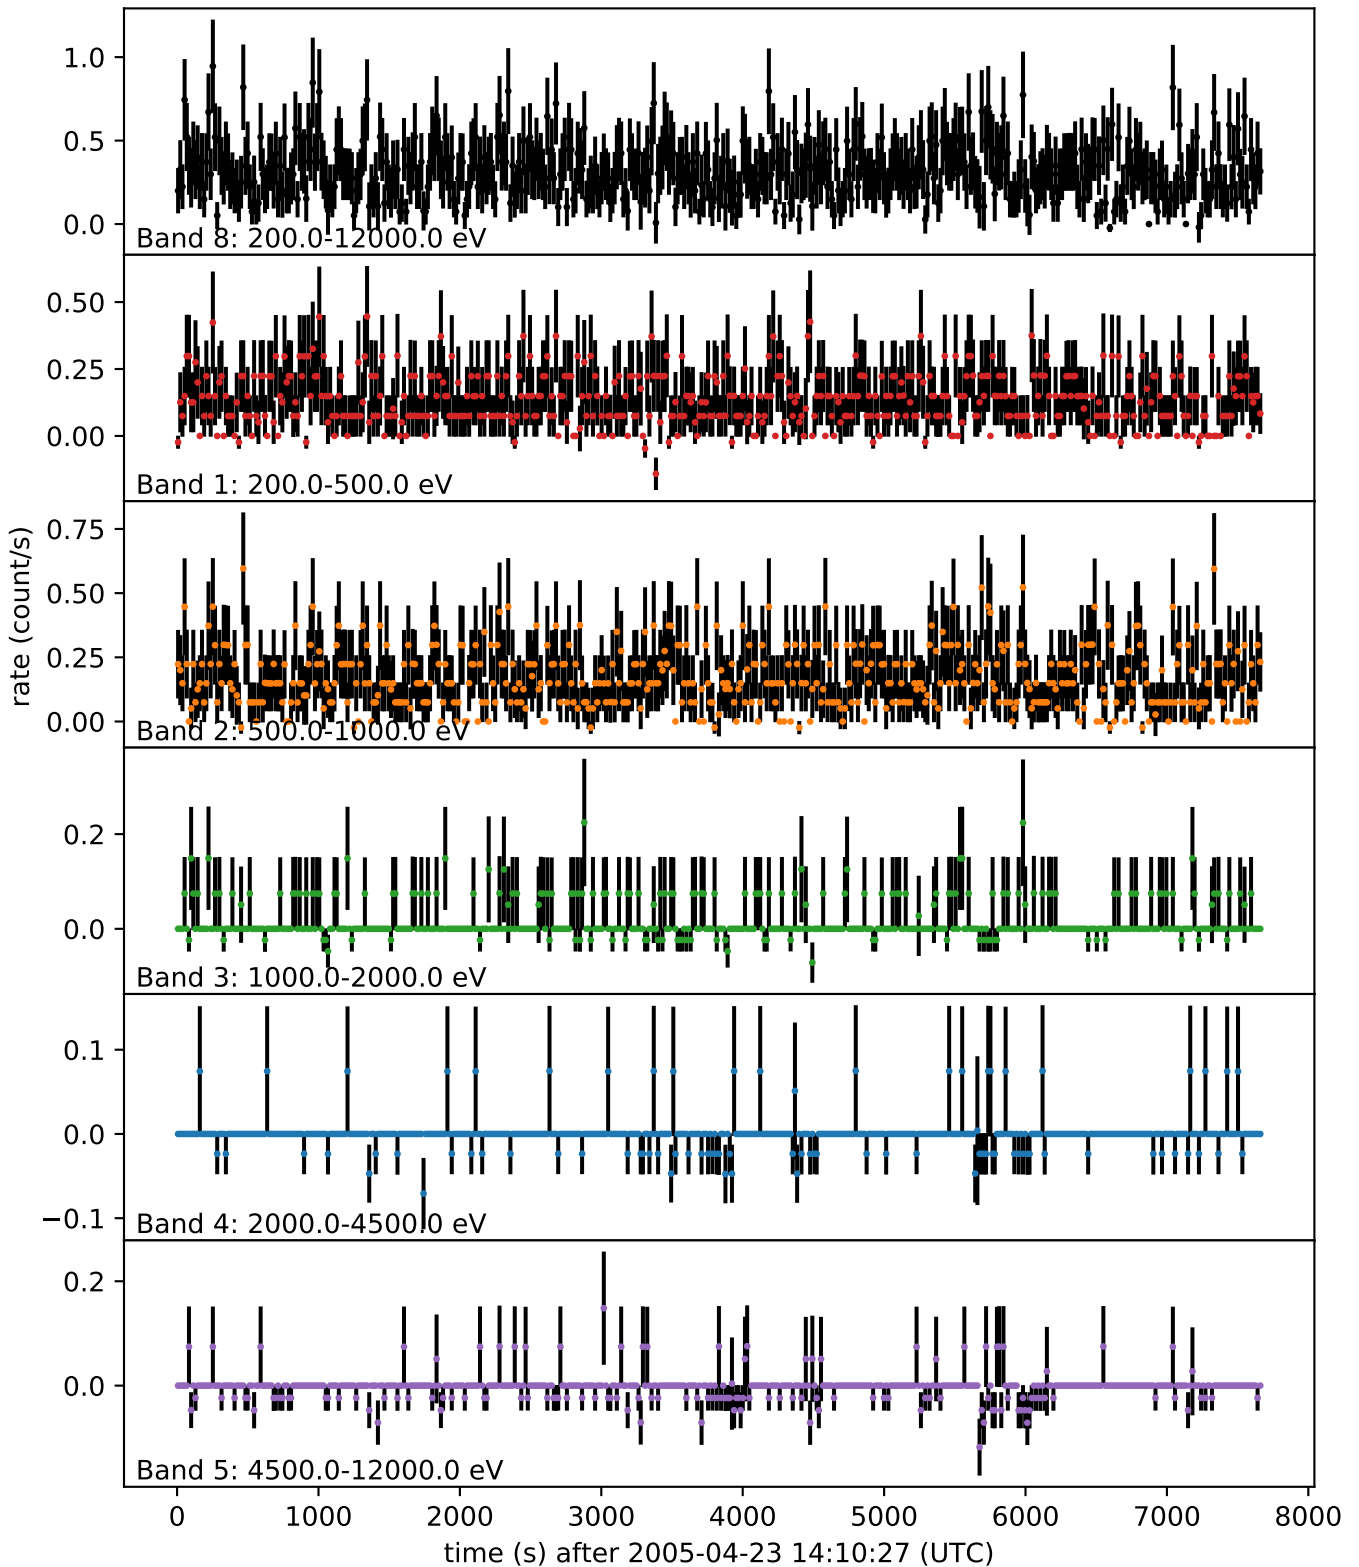 1.0
0.5
0.0
Band 8: 200.0-12000.0 eV
0.50
0.25
0.00
Band 1: 200.0-500.0 eV
rate (count/s)
0.75
0.50
0.25
0.00
Band 2: 500.0-1000.0 eV
0.2
0.0
Band 3: 1000.0-2000.0 eV
0.1
0.0
−0.1
Band 4: 2000.0-4500.0 eV
0.2
0.0
Band 5: 4500.0-12000.0 eV
0 1000 2000 3000 4000 5000 6000 7000 8000
time (s) after 2005-04-23 14:10:27 (UTC)